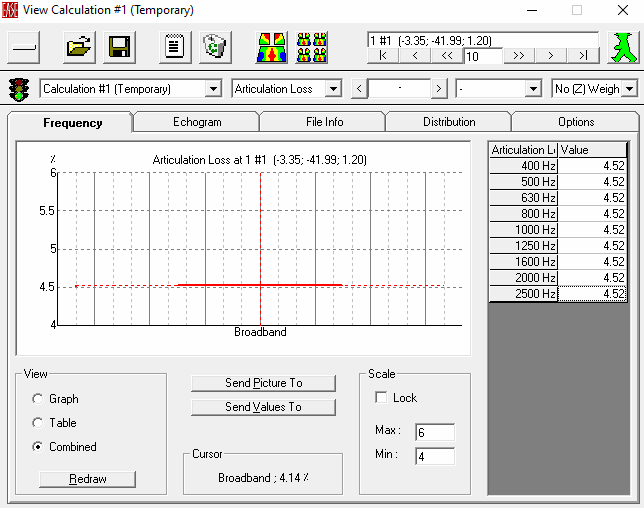 EASE View Calculation #1 (Temporary)
1 #1 (-3.35; -41.99; 1.20)
|< < << 10 >> > >|
Calculation #1 (Temporary) Articulation Loss < - > - No (Z) Weigh
Frequency Echogram File Info Distribution Options
% Articulation Loss at 1 #1 (-3.35; -41.99; 1.20)
6
5.5
5
4.5
4
Broadband
Articulation Lo Value
400 Hz 4.52
500 Hz 4.52
630 Hz 4.52
800 Hz 4.52
1000 Hz 4.52
1250 Hz 4.52
1600 Hz 4.52
2000 Hz 4.52
2500 Hz 4.52
View
Graph
Table
Combined
Redraw
Send Picture To
Send Values To
Cursor
Broadband ; 4.14 %
Scale
Lock
Max : 6
Min : 4